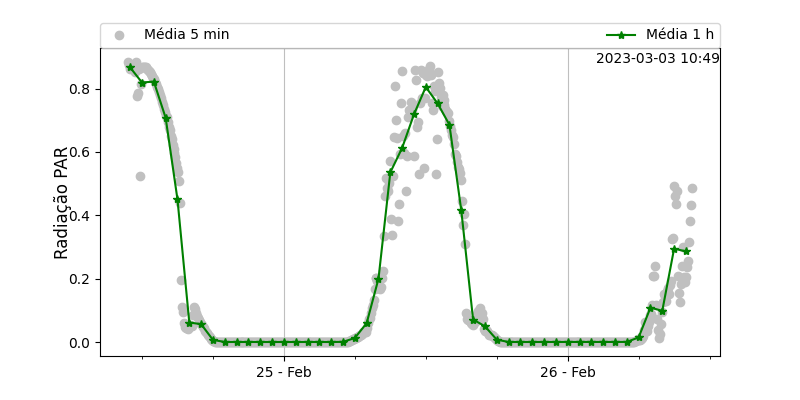 Média 5 min
Média 1 h
2023-03-03 10:49
Radiação PAR
0.8
0.6
0.4
0.2
0.0
25 - Feb
26 - Feb